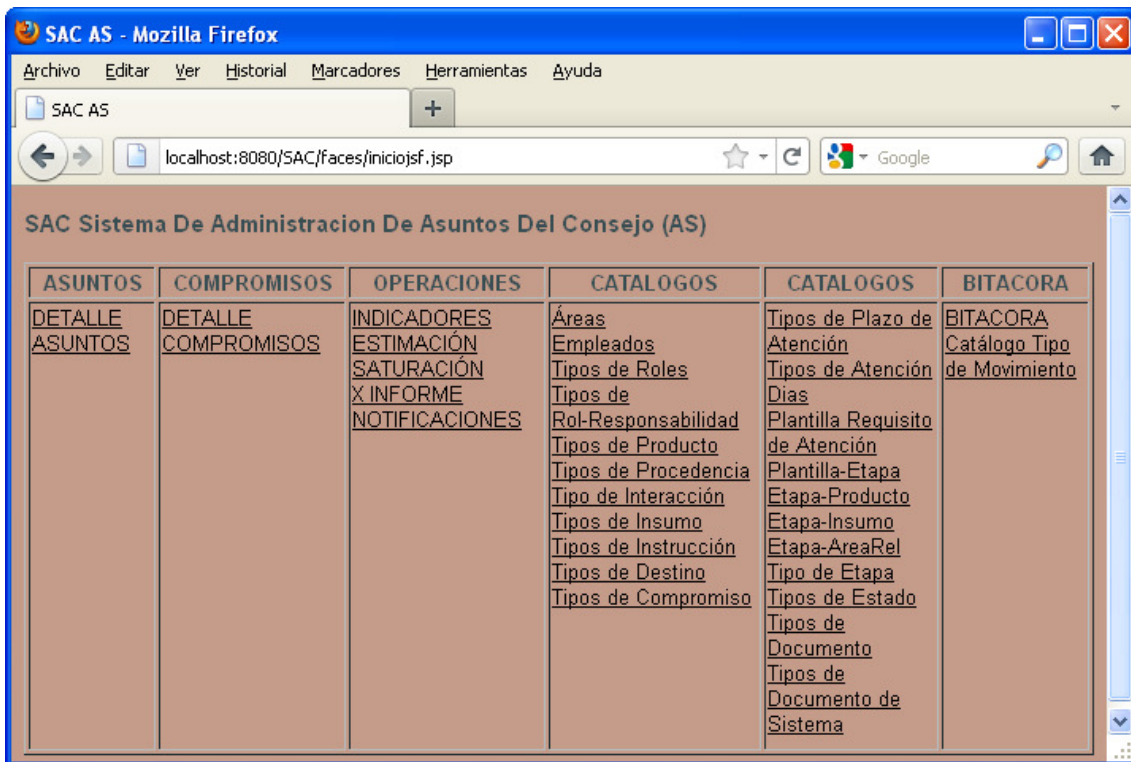 SAC AS - Mozilla Firefox
Archivo Editar Ver Historial Marcadores Herramientas Ayuda
SAC AS
localhost:8080/SAC/faces/iniciojsf.jsp
Google
SAC Sistema De Administracion De Asuntos Del Consejo (AS)
ASUNTOS
DETALLE
ASUNTOS
COMPROMISOS
DETALLE
COMPROMISOS
OPERACIONES
INDICADORES
ESTIMACIÓN
SATURACIÓN
X INFORME
NOTIFICACIONES
CATALOGOS
Áreas
Empleados
Tipos de Roles
Tipos de
Rol-Responsabilidad
Tipos de Producto
Tipos de Procedencia
Tipo de Interacción
Tipos de Insumo
Tipos de Instrucción
Tipos de Destino
Tipos de Compromiso
CATALOGOS
Tipos de Plazo de
Atención
Tipos de Atención
Dias
Plantilla Requisito
de Atención
Plantilla-Etapa
Etapa-Producto
Etapa-Insumo
Etapa-AreaRel
Tipo de Etapa
Tipos de Estado
Tipos de
Documento
Tipos de
Documento de
Sistema
BITACORA
BITACORA
Catálogo Tipo
de Movimiento